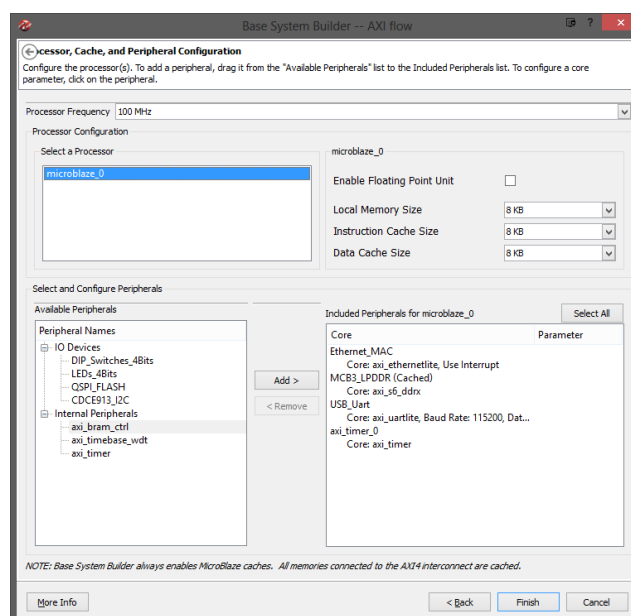 Base System Builder -- AXI flow
ocessor, Cache, and Peripheral Configuration
Configure the processor(s). To add a peripheral, drag it from the "Available Peripherals" list to the Included Peripherals list. To configure a core
parameter, click on the peripheral.
Processor Frequency 100 MHz
Processor Configuration
Select a Processor
microblaze_0
microblaze_0
Enable Floating Point Unit
Local Memory Size 8 KB
Instruction Cache Size 8 KB
Data Cache Size 8 KB
Select and Configure Peripherals
Available Peripherals
Peripheral Names
IO Devices
DIP_Switches_4Bits
LEDs_4Bits
QSPI_FLASH
CDCE913_I2C
Internal Peripherals
axi_bram_ctrl
axi_timebase_wdt
axi_timer
Add >
< Remove
Included Peripherals for microblaze_0
Select All
Core Parameter
Ethernet_MAC
Core: axi_ethernetlite, Use Interrupt
MCB3_LPDDR (Cached)
Core: axi_s6_ddrx
USB_Uart
Core: axi_uartlite, Baud Rate: 115200, Dat...
axi_timer_0
Core: axi_timer
NOTE: Base System Builder always enables MicroBlaze caches. All memories connected to the AXI4 interconnect are cached.
More Info
< Back
Finish
Cancel